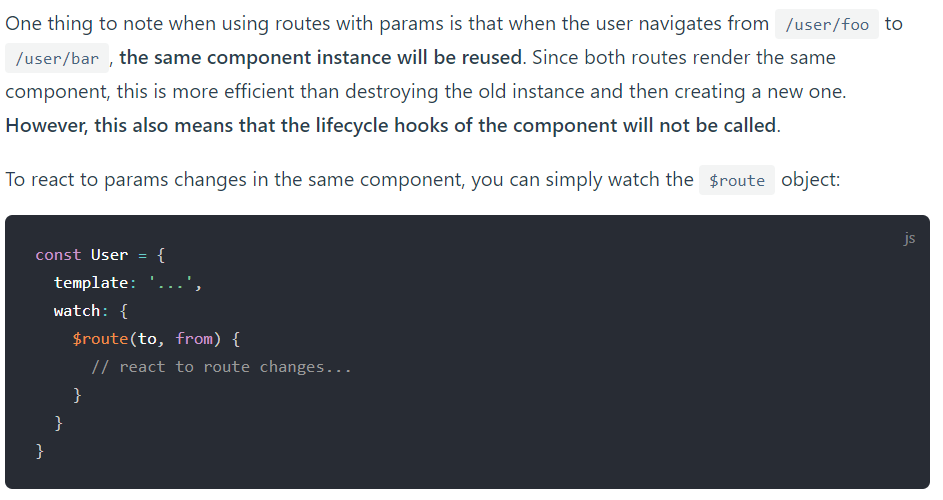 One thing to note when using routes with params is that when the user navigates from /user/foo to
/user/bar , the same component instance will be reused. Since both routes render the same
component, this is more efficient than destroying the old instance and then creating a new one.
However, this also means that the lifecycle hooks of the component will not be called.
To react to params changes in the same component, you can simply watch the $route object:
js
const User = {
  template: '...',
  watch: {
    $route(to, from) {
      // react to route changes...
    }
  }
}